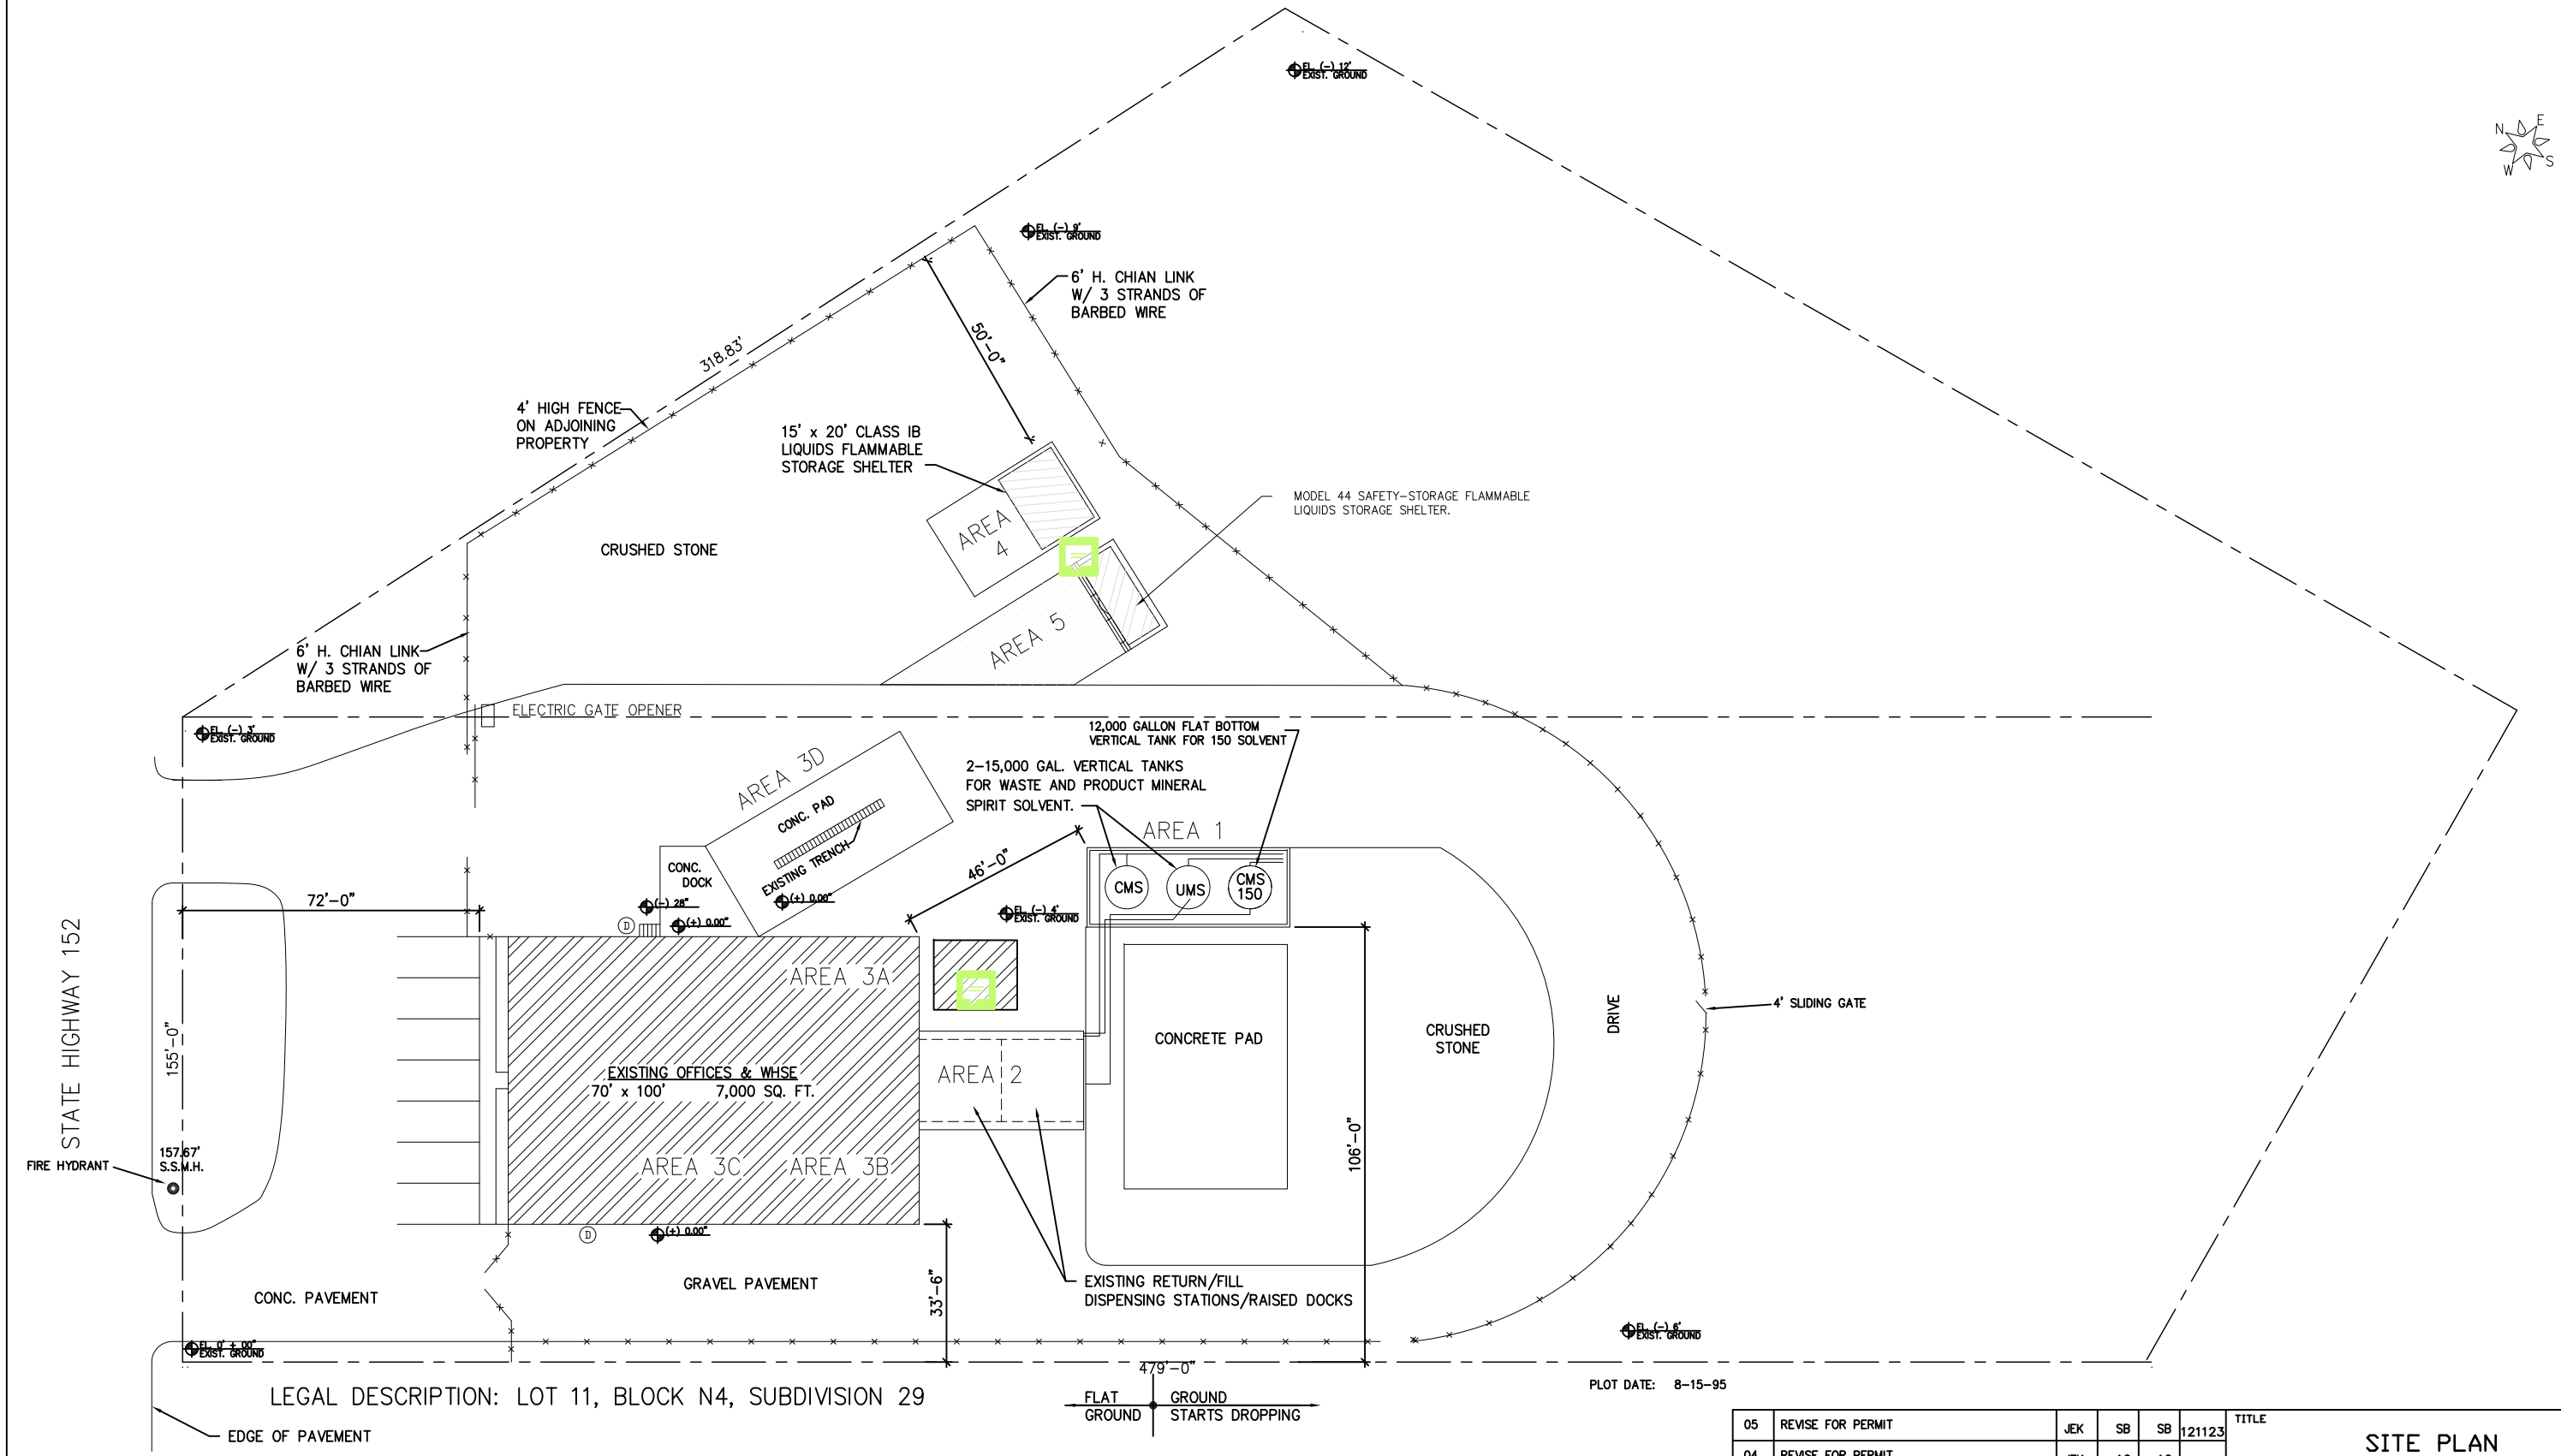 EL. (-) 12'
EXIST. GROUND
N
E
W
S
EL. (-) 9'
EXIST. GROUND
6' H. CHIAN LINK
W/ 3 STRANDS OF
BARBED WIRE
50'-0"
318.83'
4' HIGH FENCE
ON ADJOINING
PROPERTY
15' x 20' CLASS IB
LIQUIDS FLAMMABLE
STORAGE SHELTER
MODEL 44 SAFETY-STORAGE FLAMMABLE
LIQUIDS STORAGE SHELTER.
AREA
4
CRUSHED STONE
AREA 5
6' H. CHIAN LINK
W/ 3 STRANDS OF
BARBED WIRE
ELECTRIC GATE OPENER
EL. (-) 3'
EXIST. GROUND
12,000 GALLON FLAT BOTTOM
VERTICAL TANK FOR 150 SOLVENT
2-15,000 GAL. VERTICAL TANKS
FOR WASTE AND PRODUCT MINERAL
SPIRIT SOLVENT.
AREA 3D
CONC. PAD
EXISTING TRENCH
AREA 1
46'-0"
CONC.
DOCK
CMS
UMS
CMS
150
72'-0"
(-) 28"
(+) 0.00"
(+) 0.00"
EL. (-) 4'
EXIST. GROUND
D
STATE HIGHWAY 152
AREA 3A
155'-0"
4' SLIDING GATE
DRIVE
CRUSHED
STONE
CONCRETE PAD
EXISTING OFFICES & WHSE
70' x 100' 7,000 SQ. FT.
AREA 2
106'-0"
157.67'
S.S.M.H.
FIRE HYDRANT
AREA 3C
AREA 3B
D
(+) 0.00"
33'-6"
GRAVEL PAVEMENT
CONC. PAVEMENT
EXISTING RETURN/FILL
DISPENSING STATIONS/RAISED DOCKS
EL. 0' + .00"
EXIST. GROUND
EL. (-) 6'
EXIST. GROUND
479'-0"
LEGAL DESCRIPTION: LOT 11, BLOCK N4, SUBDIVISION 29
FLAT
GROUND
GROUND
STARTS DROPPING
PLOT DATE: 8-15-95
EDGE OF PAVEMENT
05 REVISE FOR PERMIT JEK SB SB 121123
TITLE
SITE PLAN
04 REVISE FOR PERMIT